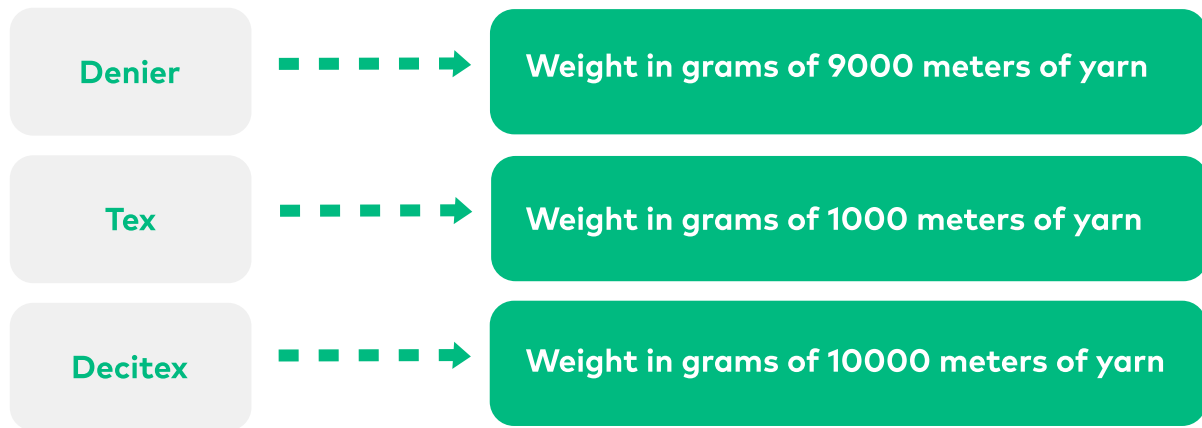 Denier
Weight in grams of 9000 meters of yarn
Tex
Weight in grams of 1000 meters of yarn
Decitex
Weight in grams of 10000 meters of yarn